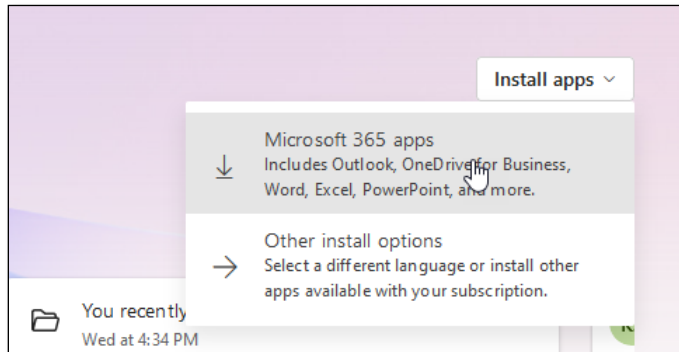 Install apps
Microsoft 365 apps
Includes Outlook, OneDrive for Business,
Word, Excel, PowerPoint, and more.
Other install options
Select a different language or install other
apps available with your subscription.
You recently
Wed at 4:34 PM